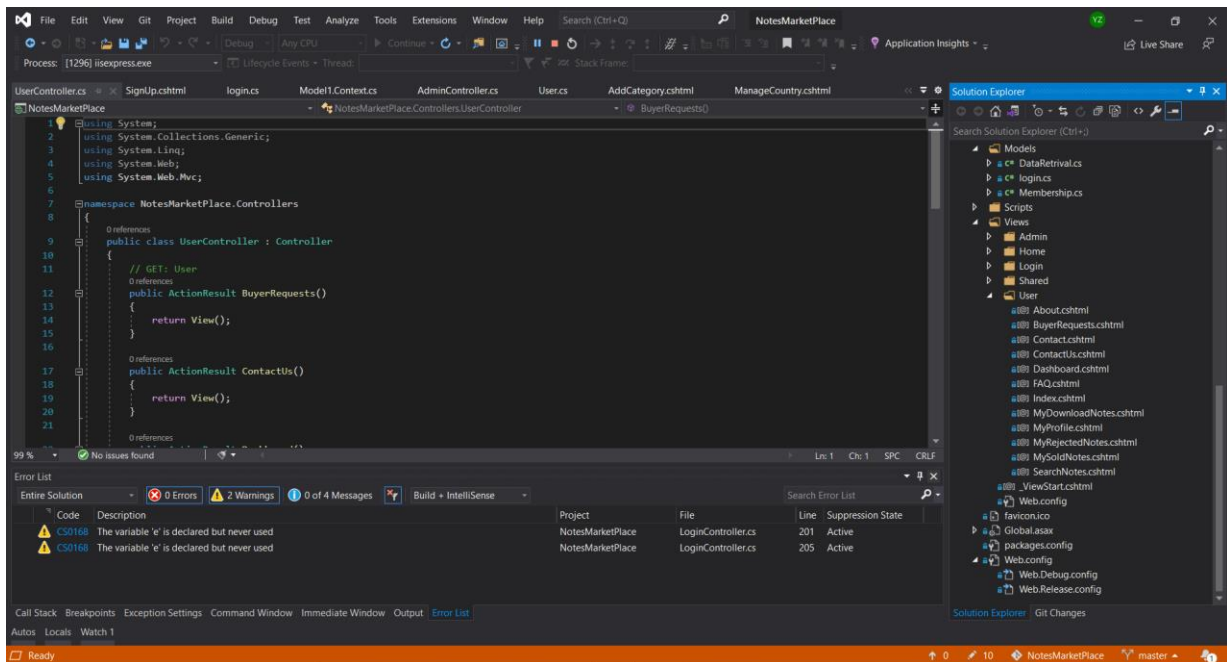 File Edit View Git Project Build Debug Test Analyze Tools Extensions Window Help Search (Ctrl+Q) NotesMarketPlace YZ
Debug Any CPU Continue Application Insights Live Share
Process: [1296] iisexpress.exe Lifecycle Events Thread: Stack Frame:
UserController.cs SignUp.cshtml login.cs Model1.Context.cs AdminController.cs User.cs AddCategory.cshtml ManageCountry.cshtml
NotesMarketPlace NotesMarketPlace.Controllers.UserController BuyerRequests()
1 using System;
2 using System.Collections.Generic;
3 using System.Linq;
4 using System.Web;
5 using System.Web.Mvc;
6
7 namespace NotesMarketPlace.Controllers
8 {
0 references
9 public class UserController : Controller
10 {
11 // GET: User
0 references
12 public ActionResult BuyerRequests()
13 {
14 return View();
15 }
16
0 references
17 public ActionResult ContactUs()
18 {
19 return View();
20 }
21
0 references
99 % No issues found Ln: 1 Ch: 1 SPC CRLF
Error List
Entire Solution 0 Errors 2 Warnings 0 of 4 Messages Build + IntelliSense Search Error List
Code Description Project File Line Suppression State
CS0168 The variable 'e' is declared but never used NotesMarketPlace LoginController.cs 201 Active
CS0168 The variable 'e' is declared but never used NotesMarketPlace LoginController.cs 205 Active
Call Stack Breakpoints Exception Settings Command Window Immediate Window Output Error List
Autos Locals Watch 1
Solution Explorer
Search Solution Explorer (Ctrl+;)
Models
C# DataRetrival.cs
C# login.cs
C# Membership.cs
Scripts
Views
Admin
Home
Login
Shared
User
About.cshtml
BuyerRequests.cshtml
Contact.cshtml
ContactUs.cshtml
Dashboard.cshtml
FAQ.cshtml
Index.cshtml
MyDownloadNotes.cshtml
MyProfile.cshtml
MyRejectedNotes.cshtml
MySoldNotes.cshtml
SearchNotes.cshtml
_ViewStart.cshtml
Web.config
favicon.ico
Global.asax
packages.config
Web.config
Web.Debug.config
Web.Release.config
Solution Explorer Git Changes
Ready 0 10 NotesMarketPlace master 1